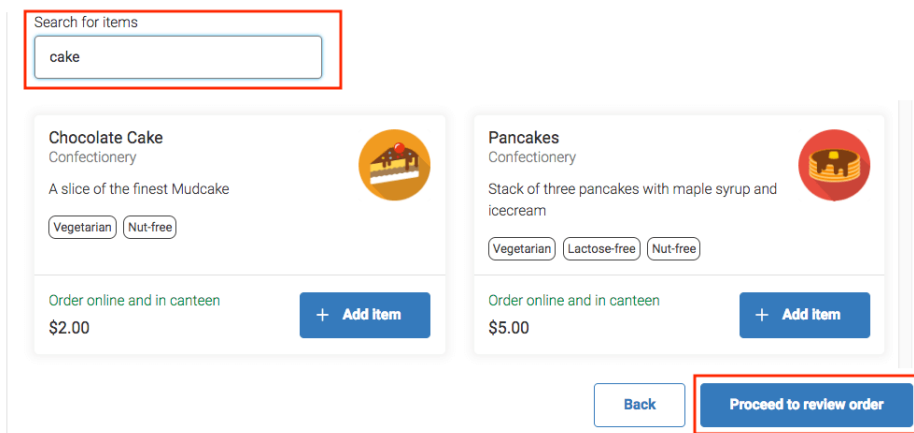 Search for items
cake
Chocolate Cake
Confectionery
A slice of the finest Mudcake
Vegetarian Nut-free
Order online and in canteen
$2.00
+ Add item
Pancakes
Confectionery
Stack of three pancakes with maple syrup and
icecream
Vegetarian Lactose-free Nut-free
Order online and in canteen
$5.00
+ Add item
Back Proceed to review order